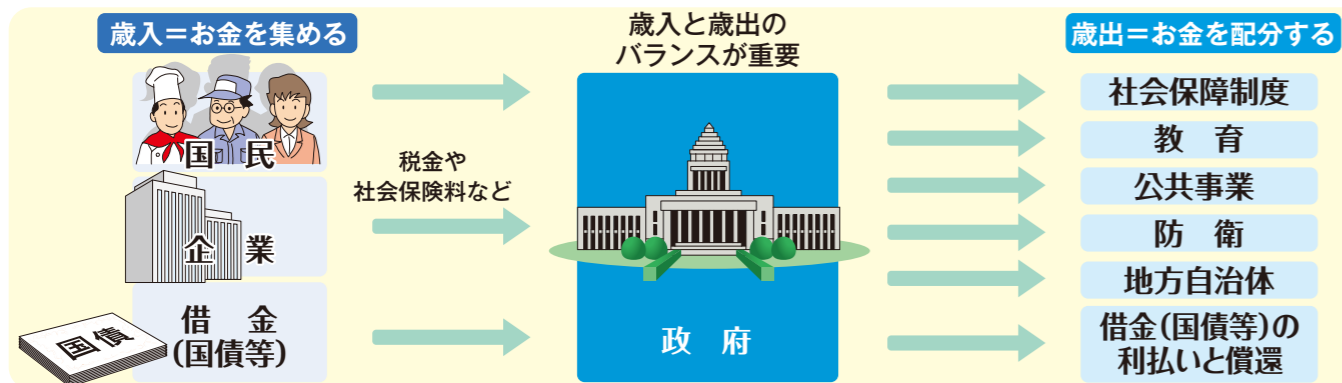 歳入＝お金を集める
国　民
企　業
国債
借　金
(国債等)
税金や
社会保険料など
歳入と歳出の
バランスが重要
政　府
歳出＝お金を配分する
社会保障制度
教　育
公共事業
防　衛
地方自治体
借金(国債等)の
利払いと償還